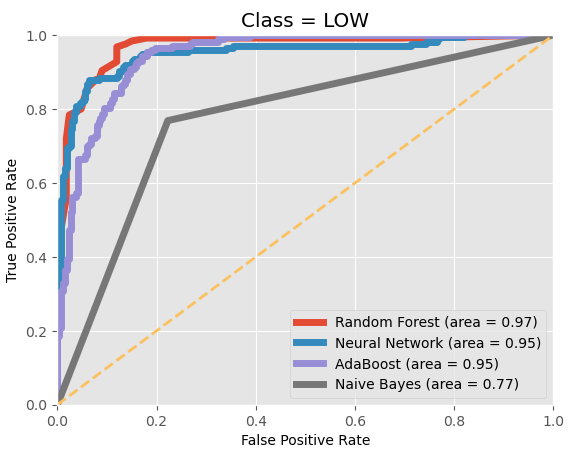 Class = LOW
1.0
0.8
0.6
0.4
0.2
0.0
True Positive Rate
Random Forest (area = 0.97)
Neural Network (area = 0.95)
AdaBoost (area = 0.95)
Naive Bayes (area = 0.77)
0.0 0.2 0.4 0.6 0.8 1.0
False Positive Rate